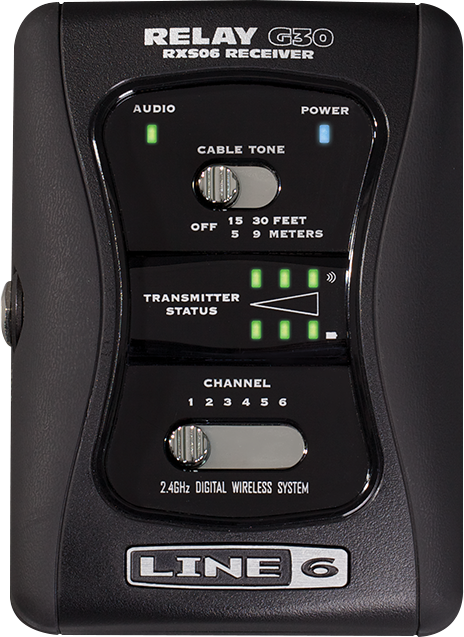 RELAY G30
RXS06 RECEIVER
AUDIO
POWER
CABLE TONE
OFF 15 30 FEET
5 9 METERS
TRANSMITTER
STATUS
CHANNEL
1 2 3 4 5 6
2.4GHz DIGITAL WIRELESS SYSTEM
LINE 6